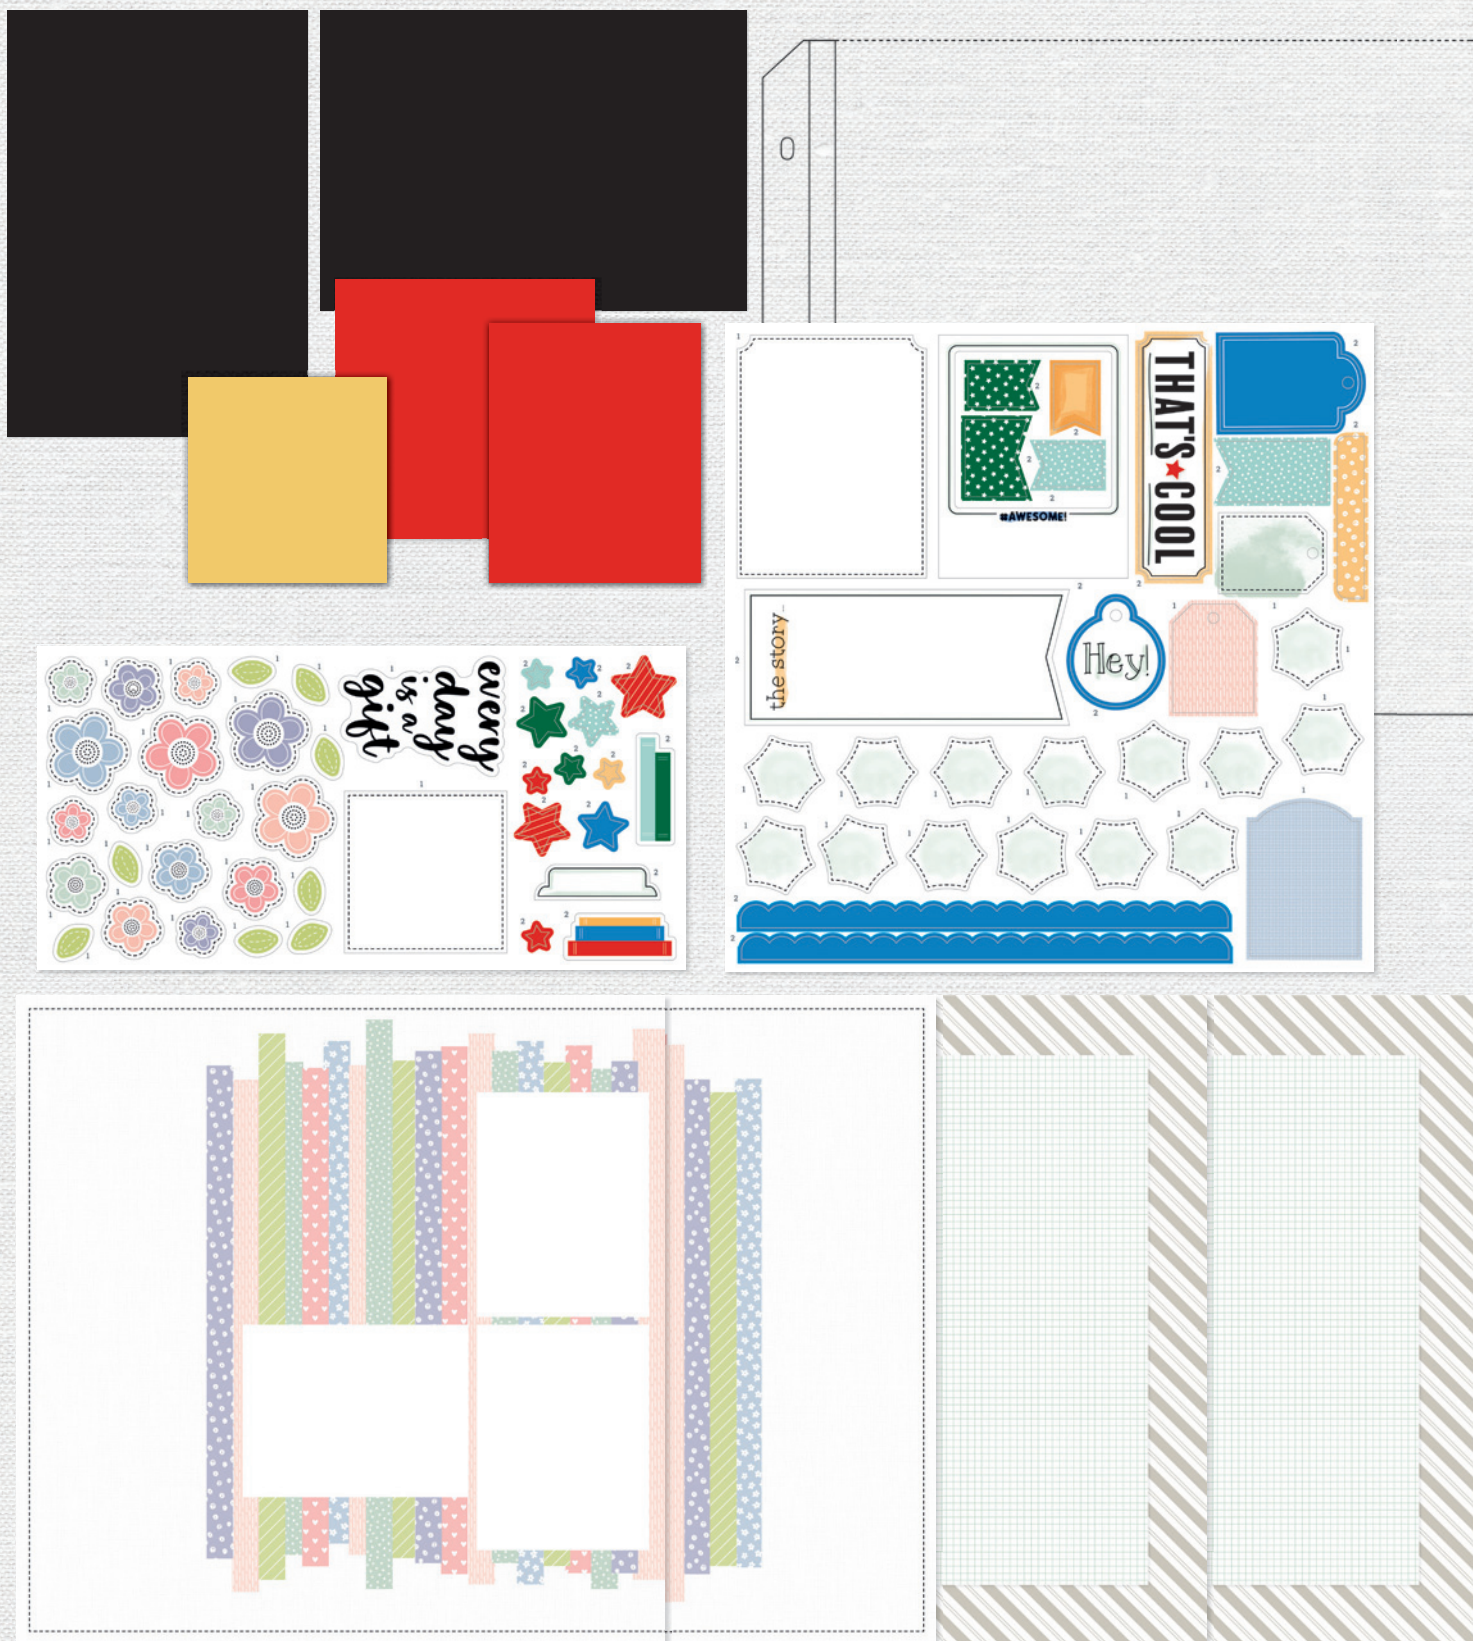 #AWESOME!
THAT'S COOL
the story...
Hey!
every
day
is a
gift